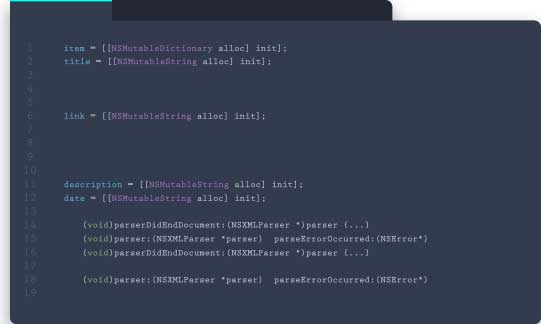 1 item = [[NSMutableDictionary alloc] init];
2 title = [[NSMutableString alloc] init];
3
4
5
6 link = [[NSMutableString alloc] init];
7
8
9
10
11 description = [[NSMutableString alloc] init];
12 date = [[NSMutableString alloc] init];
13
14 (void)parserDidEndDocument:(NSXMLParser *)parser {...}
15 (void)parser:(NSXMLParser *parser) parseErrorOccurred:(NSError*)
16 (void)parserDidEndDocument:(NSXMLParser *)parser {...}
17
18 (void)parser:(NSXMLParser *parser) parseErrorOccurred:(NSError*)
19